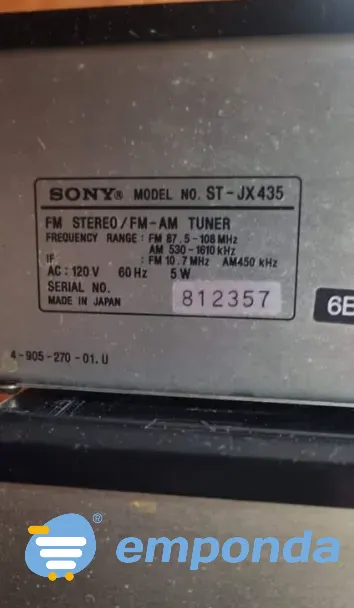 SONY® MODEL NO. ST-JX435
FM STEREO/FM-AM TUNER
FREQUENCY RANGE : FM 87.5-108 MHz
AM 530-1610 kHz
IF : FM 10.7 MHz AM450 kHz
AC : 120 V 60 Hz 5 W
SERIAL NO. 812357
MADE IN JAPAN
6E
4-905-270-01. U
® emponda